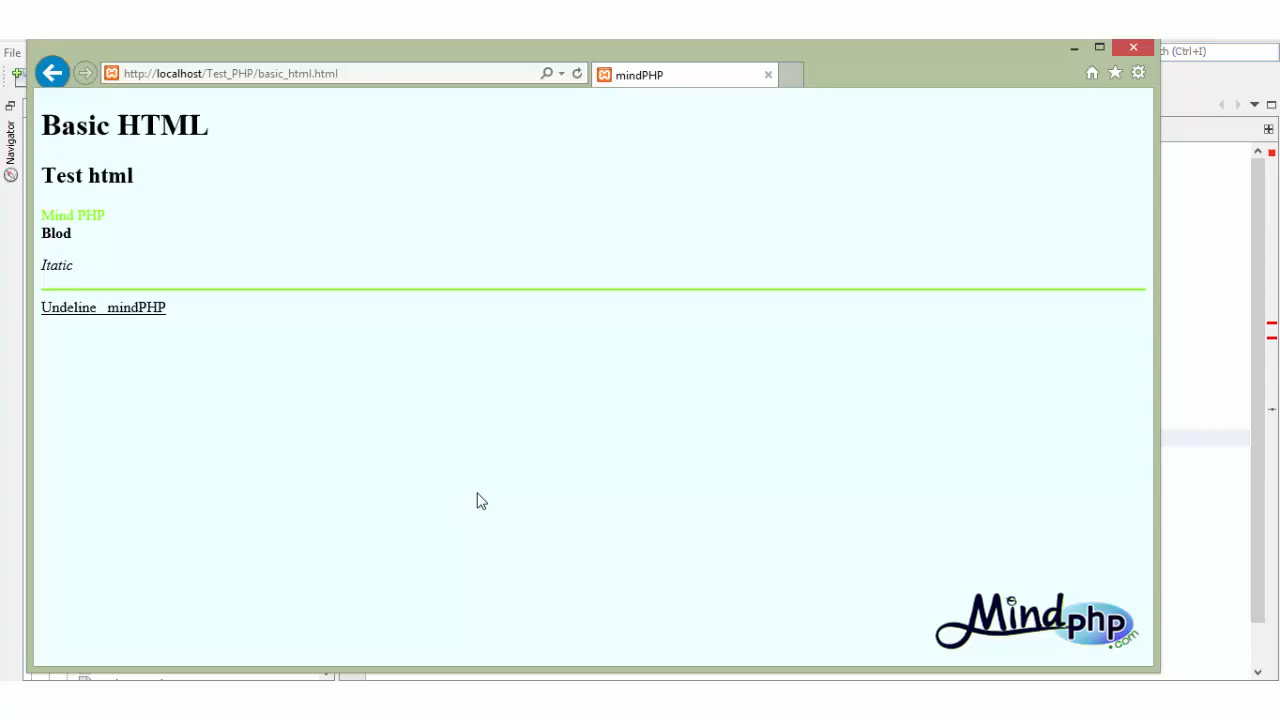 File
http://localhost/Test_PHP/basic_html.html
mindPHP
(Ctrl+I)
Navigator
Basic HTML
Test html
Mind PHP
Blod
Itatic
Undeline mindPHP
Mindphp.com